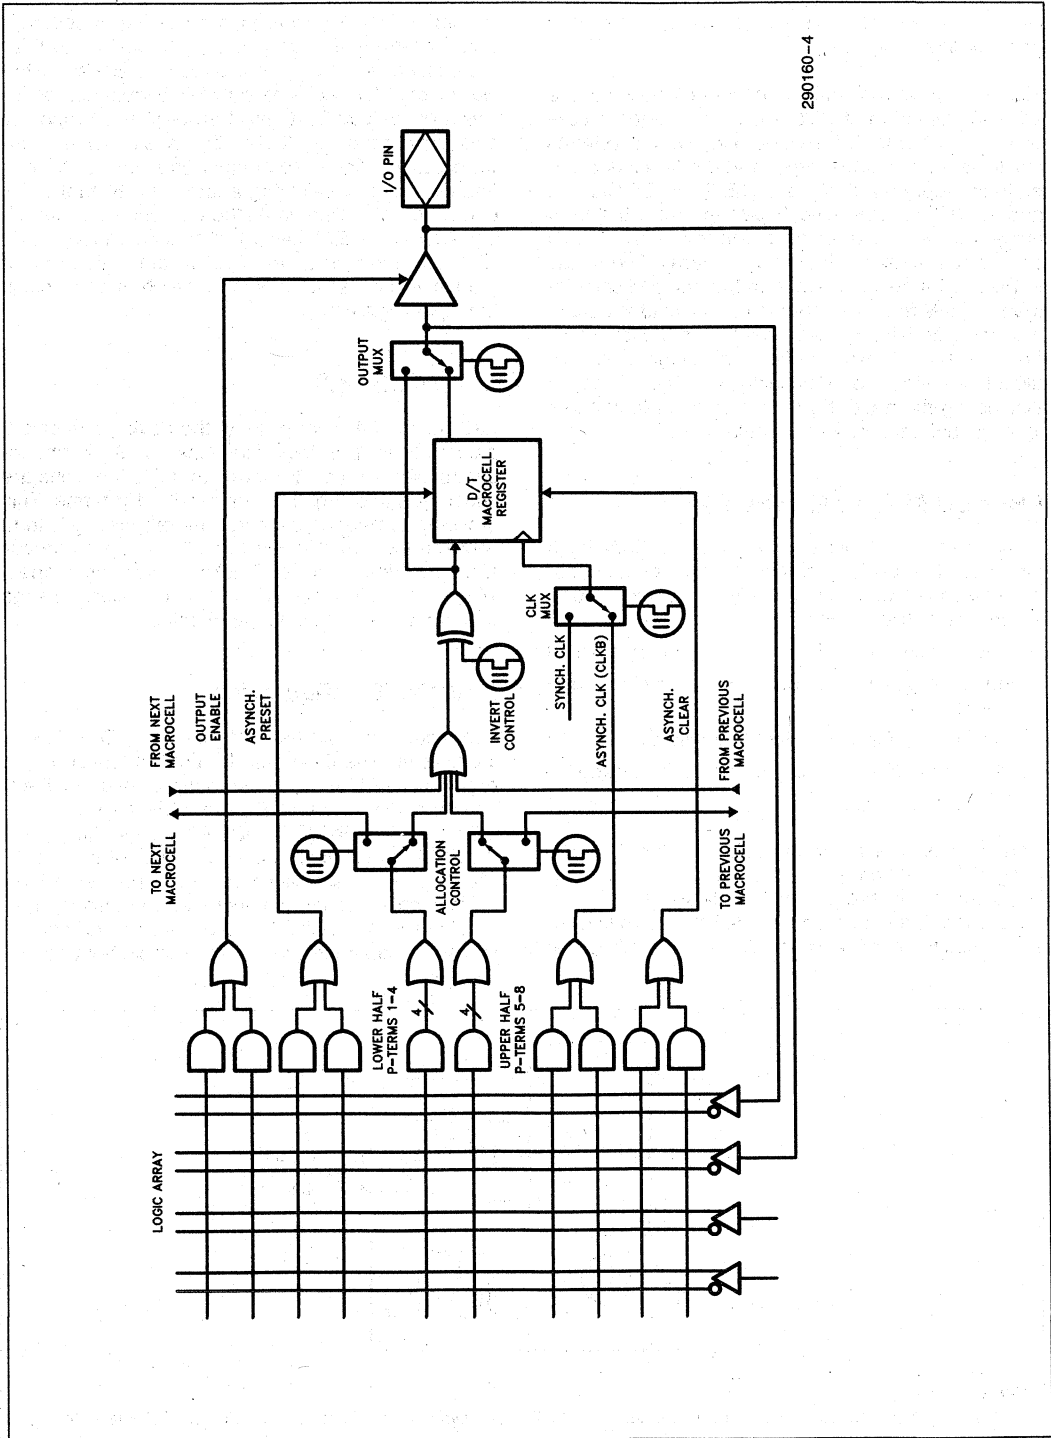 LOGIC ARRAY
TO NEXT
MACROCELL
FROM NEXT
MACROCELL
OUTPUT
ENABLE
ASYNCH.
PRESET
LOWER HALF
P-TERMS 1-4
4
4
UPPER HALF
P-TERMS 5-8
ALLOCATION
CONTROL
INVERT
CONTROL
SYNCH. CLK
ASYNCH. CLK (CLKB)
CLK
MUX
ASYNCH.
CLEAR
TO PREVIOUS
MACROCELL
FROM PREVIOUS
MACROCELL
D/T
MACROCELL
REGISTER
OUTPUT
MUX
I/O PIN
290160-4